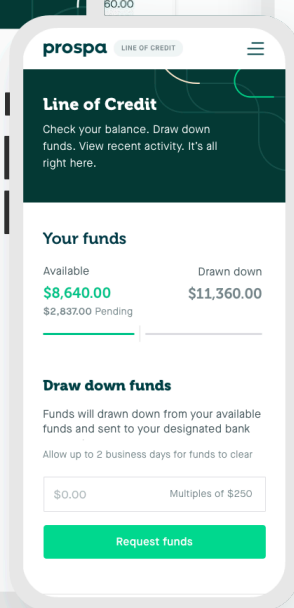 60.00
prospa LINE OF CREDIT
Line of Credit
Check your balance. Draw down
funds. View recent activity. It's all
right here.
Your funds
Available Drawn down
$8,640.00 $11,360.00
$2,837.00 Pending
Draw down funds
Funds will drawn down from your available
funds and sent to your designated bank
Allow up to 2 business days for funds to clear
$0.00 Multiples of $250
Request funds